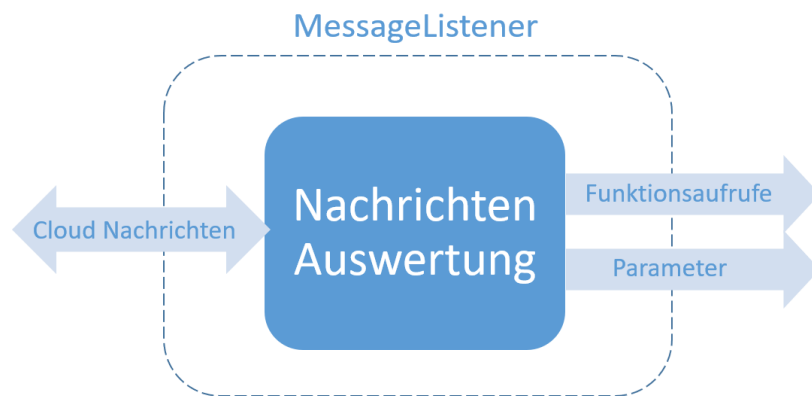 MessageListener
Cloud Nachrichten
Nachrichten
Auswertung
Funktionsaufrufe
Parameter